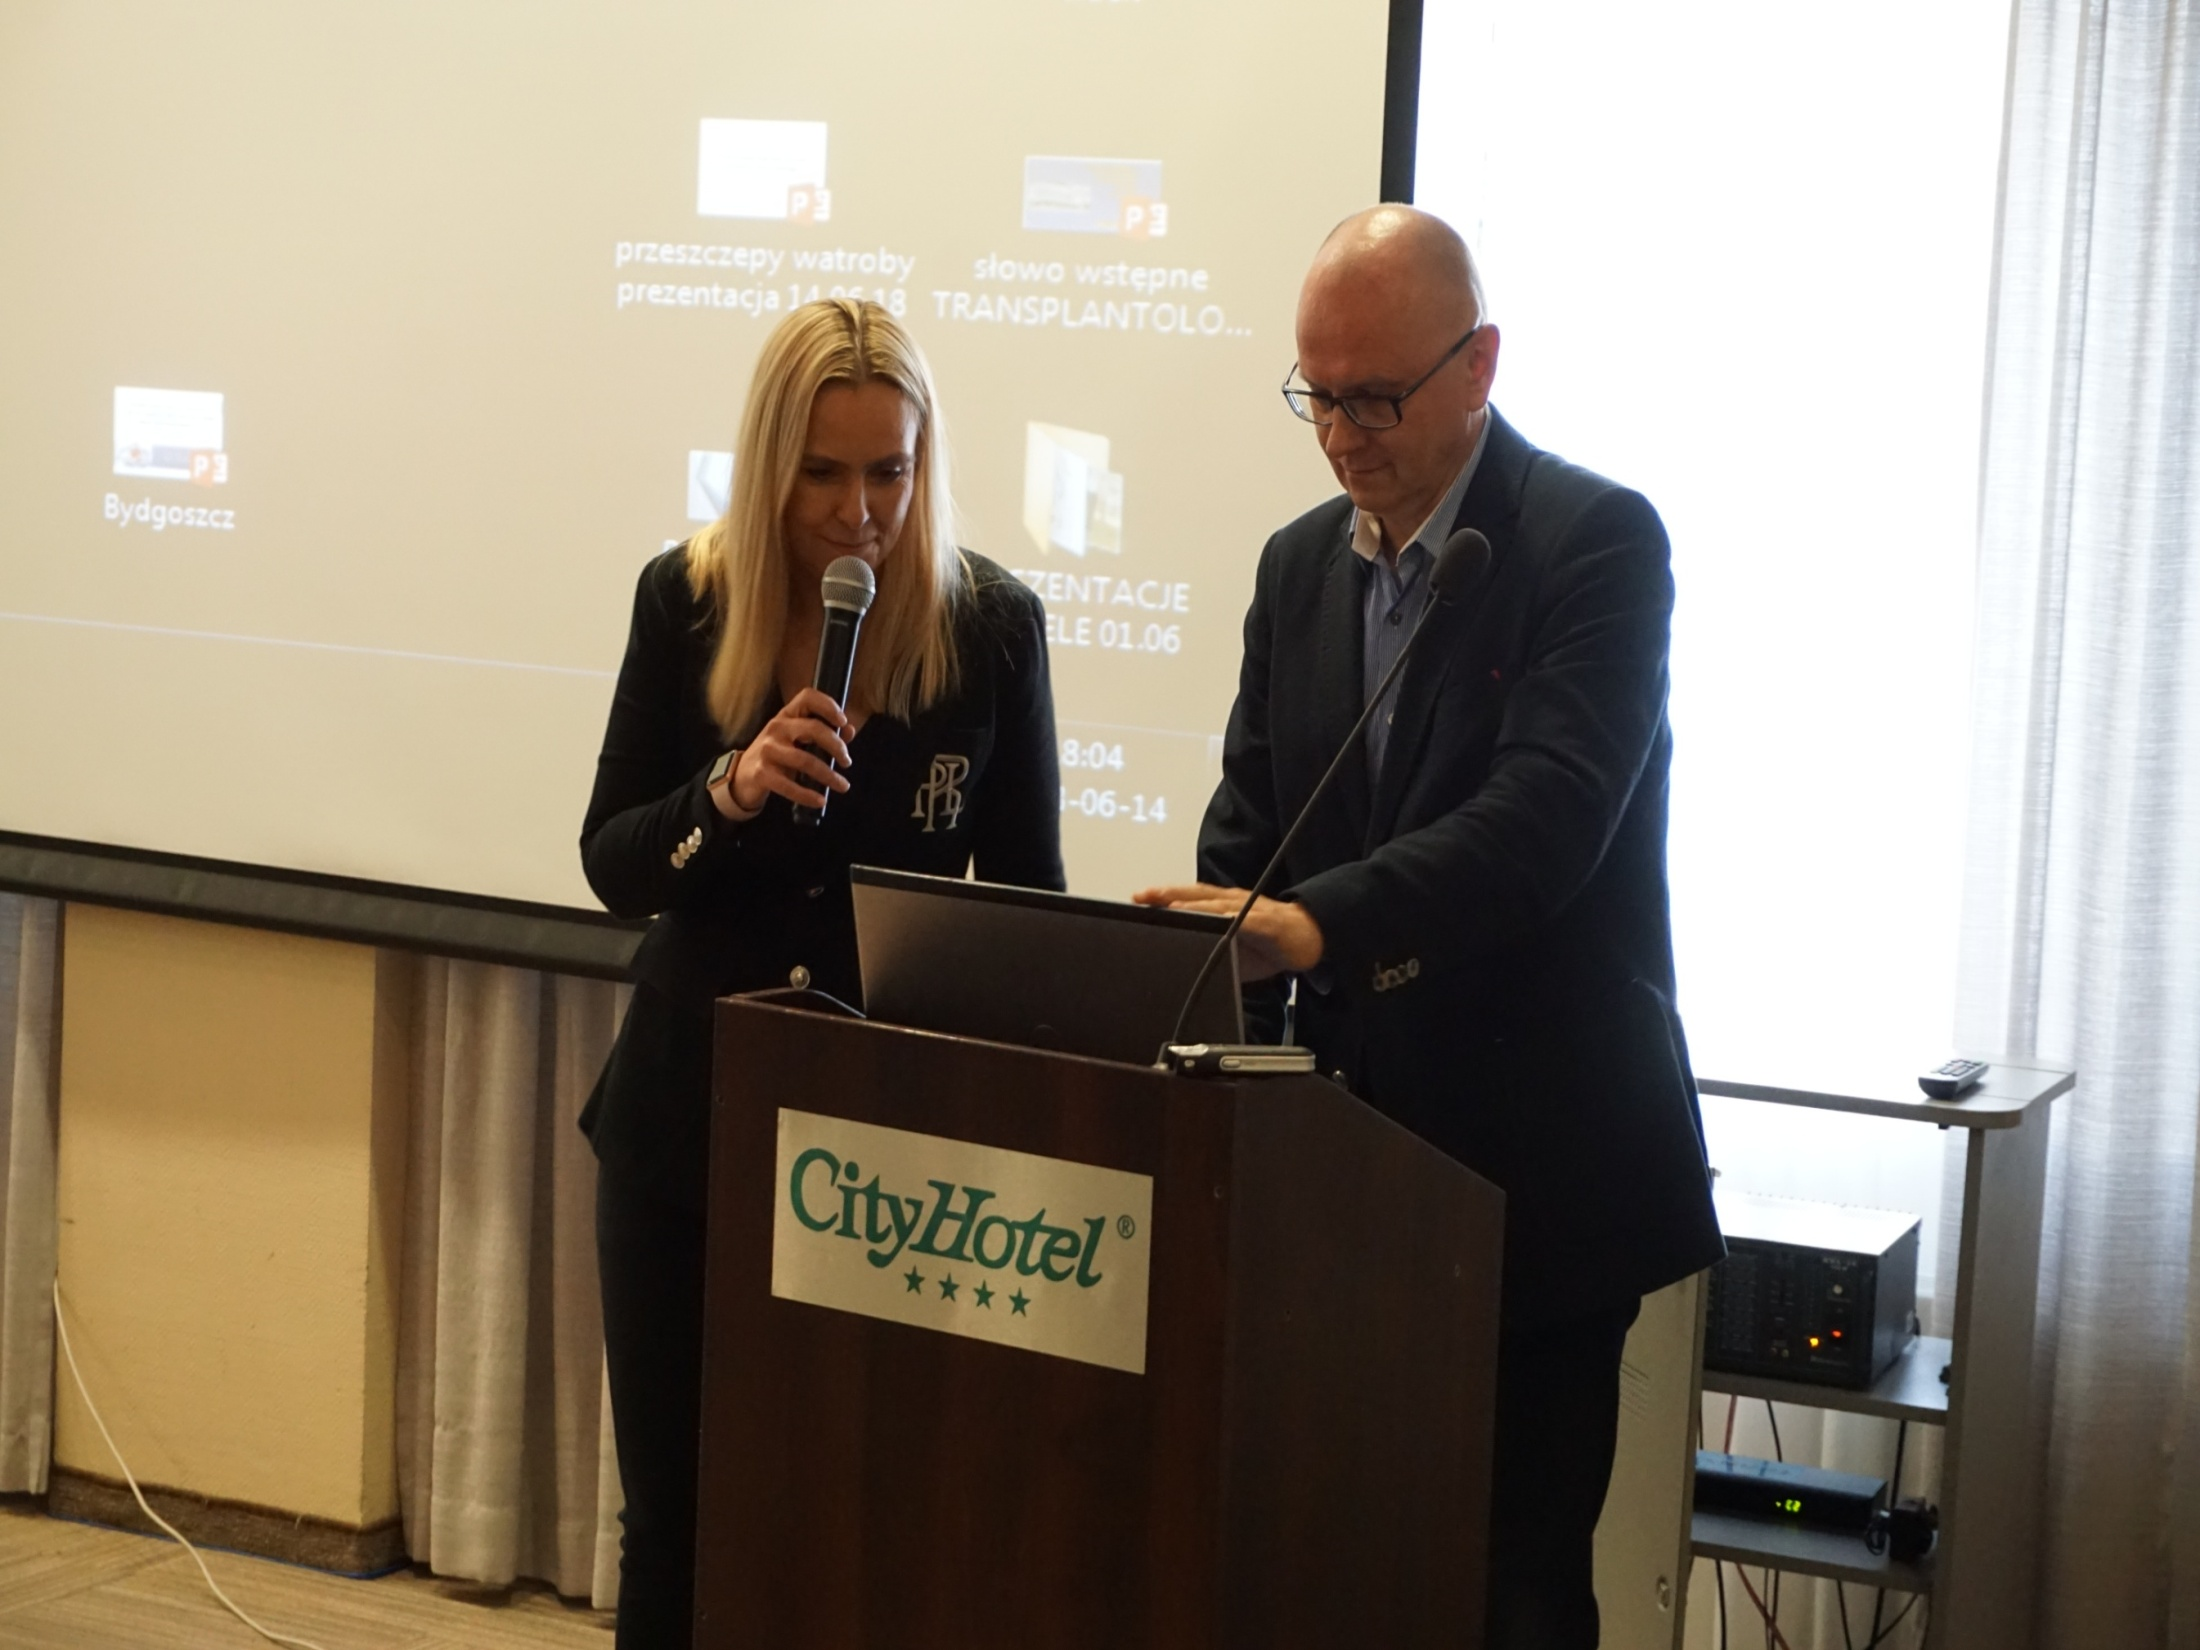 przeszczepy watroby
prezentacja 14.06.18
słowo wstępne
TRANSPLANTOLO...
Bydgoszcz
ZENTACJE
ELE 01.06
8:04
-06-14
CityHotel®
★★★★